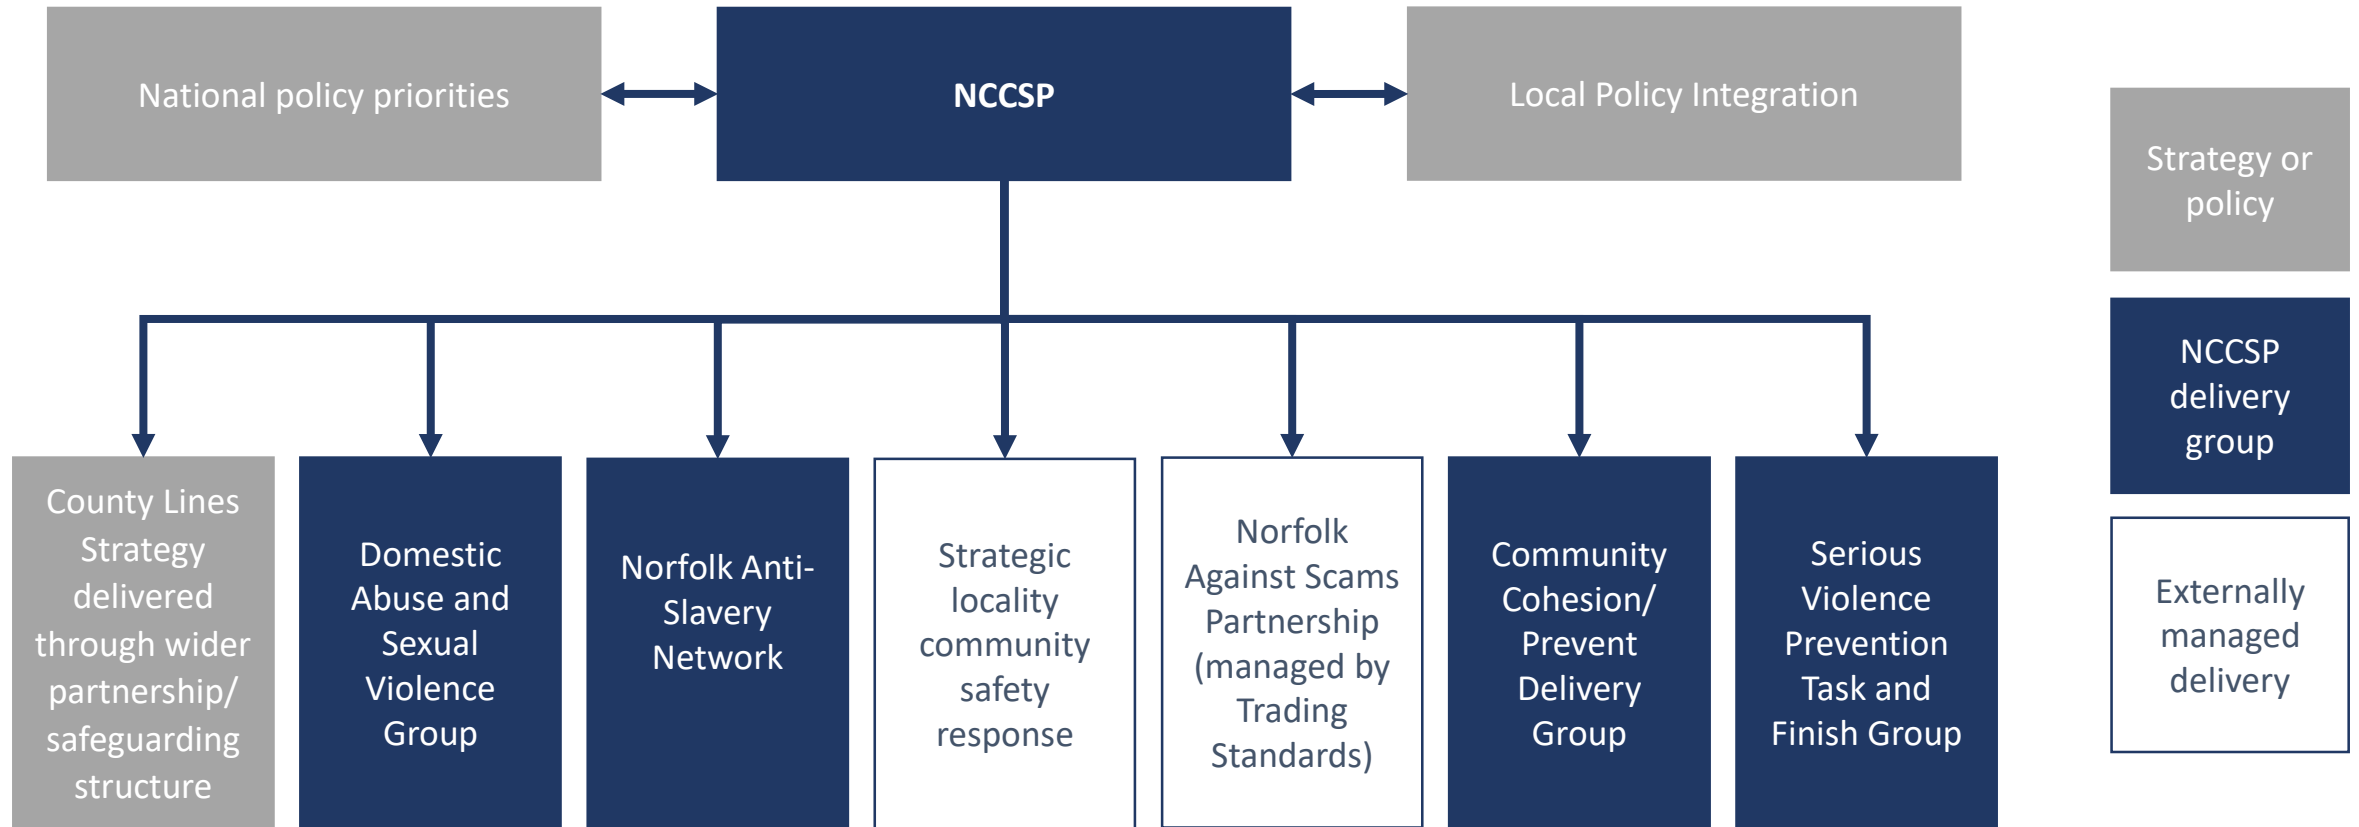 National policy priorities
NCCSP
Local Policy Integration
Strategy or
policy
NCCSP
delivery
group
Externally
managed
delivery
County Lines
Strategy
delivered
through wider
partnership/
safeguarding
structure
Domestic
Abuse and
Sexual
Violence
Group
Norfolk Anti-
Slavery
Network
Strategic
locality
community
safety
response
Norfolk
Against Scams
Partnership
(managed by
Trading
Standards)
Community
Cohesion/
Prevent
Delivery
Group
Serious
Violence
Prevention
Task and
Finish Group